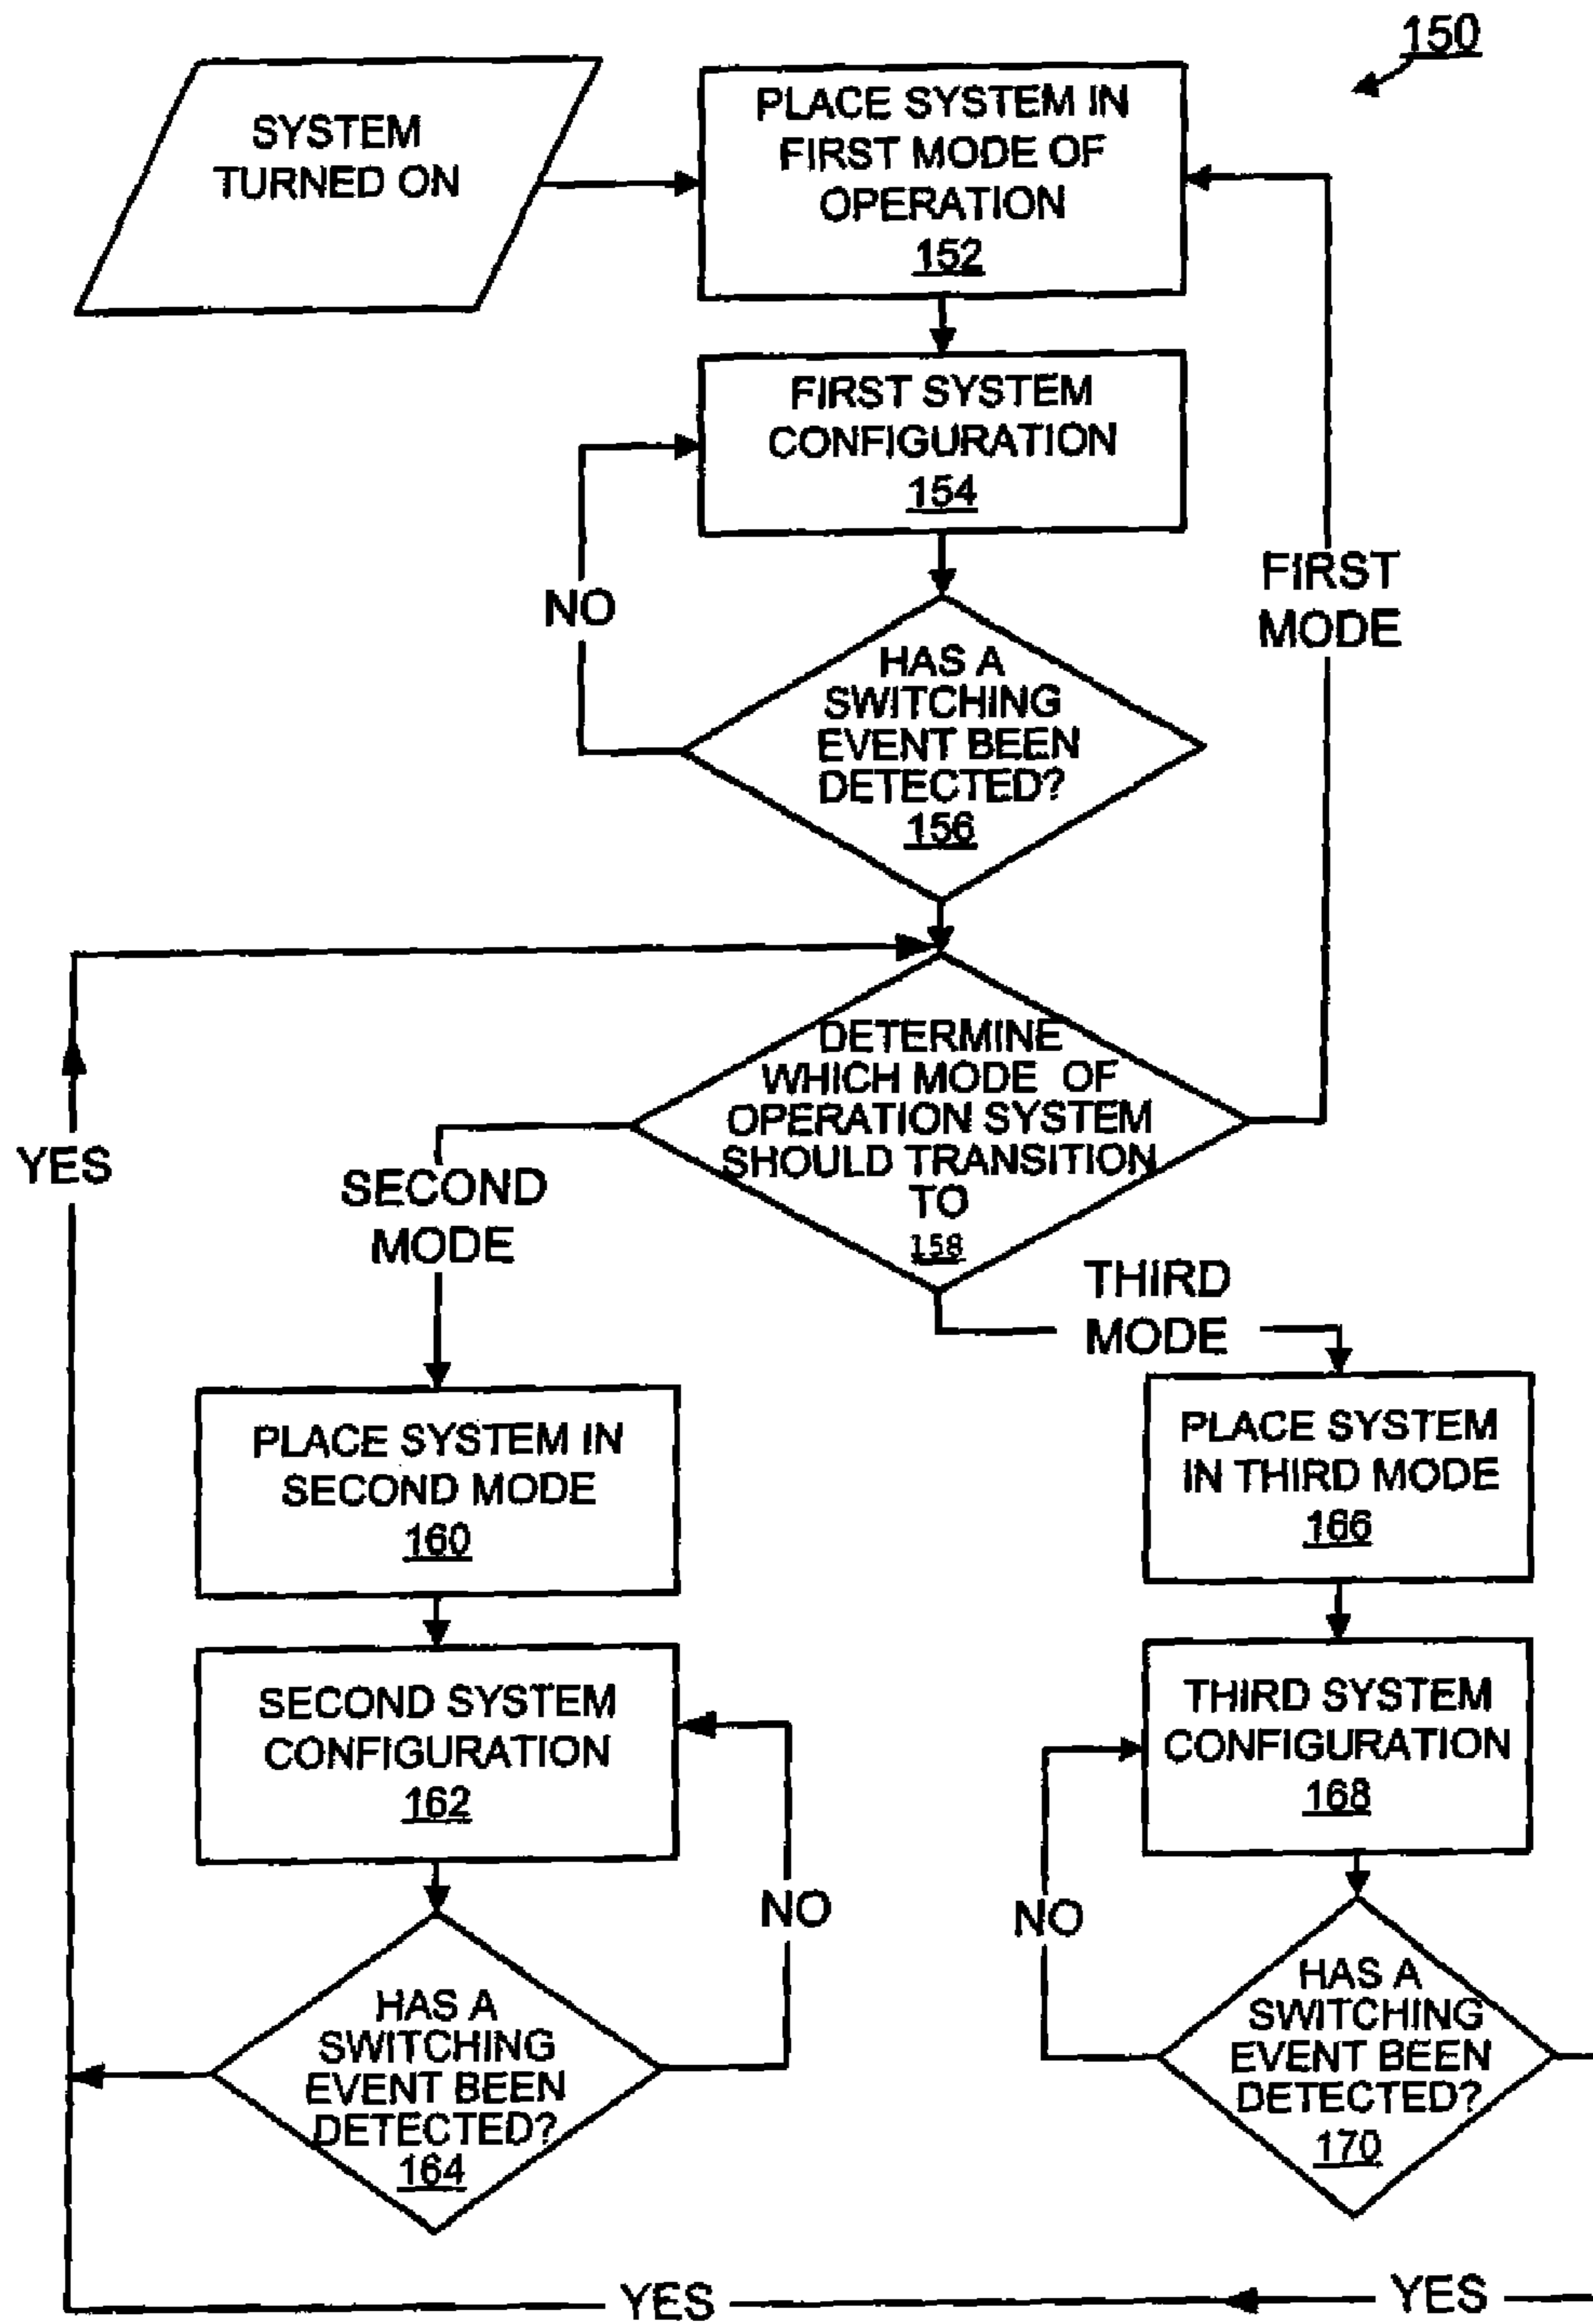 150
SYSTEM
TURNED ON
PLACE SYSTEM IN
FIRST MODE OF
OPERATION
152
FIRST SYSTEM
CONFIGURATION
154
NO
FIRST
MODE
HAS A
SWITCHING
EVENT BEEN
DETECTED?
156
YES
DETERMINE
WHICH MODE OF
OPERATION SYSTEM
SHOULD TRANSITION
TO
158
SECOND
MODE
THIRD
MODE
PLACE SYSTEM IN
SECOND MODE
160
PLACE SYSTEM
IN THIRD MODE
166
SECOND SYSTEM
CONFIGURATION
162
THIRD SYSTEM
CONFIGURATION
168
NO
NO
HAS A
SWITCHING
EVENT BEEN
DETECTED?
164
HAS A
SWITCHING
EVENT BEEN
DETECTED?
170
YES
YES